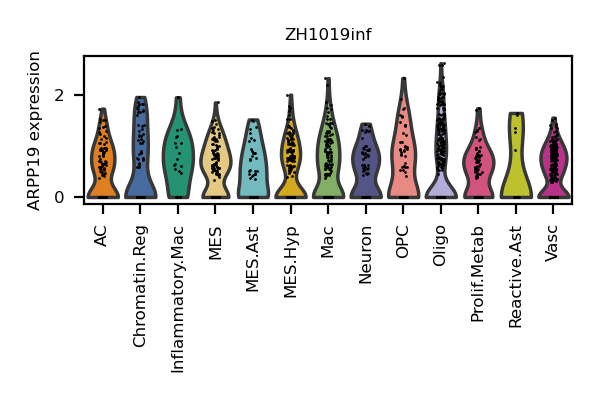 ZH1019inf
ARPP19 expression
2
0
AC
Chromatin.Reg
Inflammatory.Mac
MES
MES.Ast
MES.Hyp
Mac
Neuron
OPC
Oligo
Prolif.Metab
Reactive.Ast
Vasc